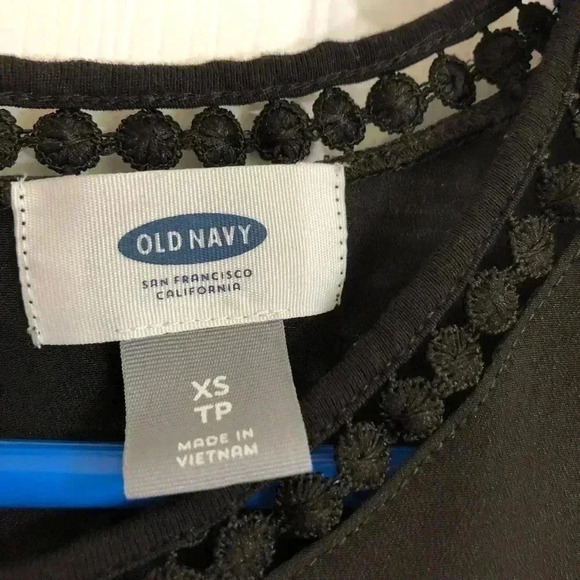 OLD NAVY
SAN FRANCISCO
CALIFORNIA
XS
TP
MADE IN
VIETNAM